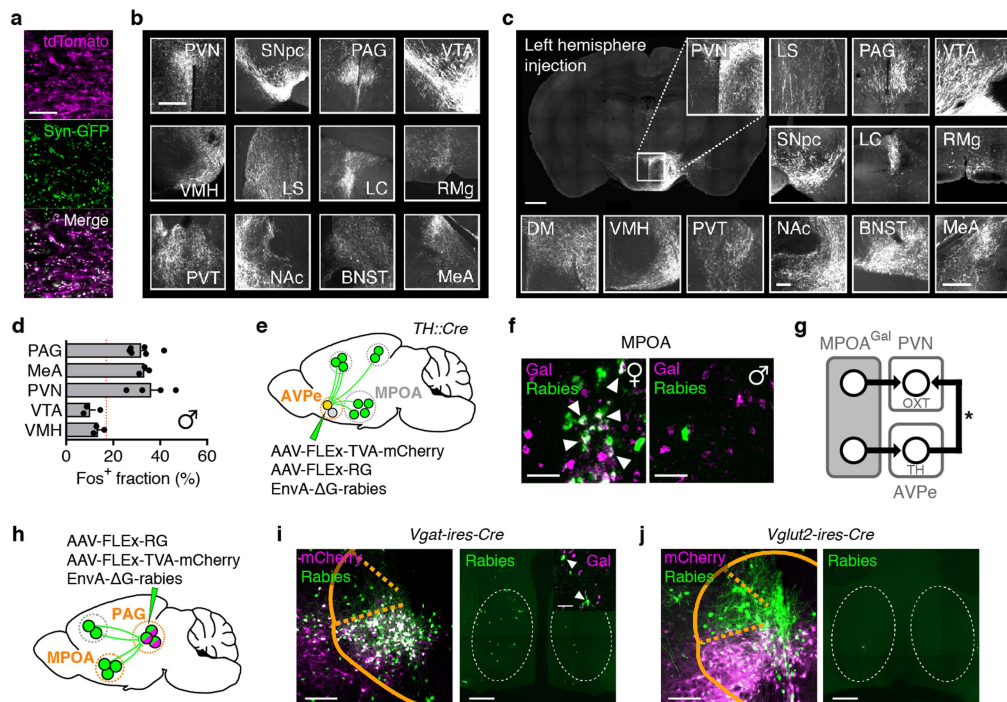 a
tdTomato
Syn-GFP
Merge
b
PVN
SNpc
PAG
VTA
VMH
LS
LC
RMg
PVT
NAc
BNST
MeA
c
Left hemisphere
injection
PVN
LS
PAG
VTA
SNpc
LC
RMg
DM
VMH
PVT
NAc
BNST
MeA
d
PAG
MeA
PVN
VTA
VMH
♂
0 20 40 60
Fos+ fraction (%)
e
TH::Cre
AVPe
MPOA
AAV-FLEx-TVA-mCherry
AAV-FLEx-RG
EnvA-ΔG-rabies
f
MPOA
Gal
Rabies
♀
Gal
Rabies
♂
g
MPOAGal PVN
OXT
*
TH
AVPe
h
AAV-FLEx-RG
AAV-FLEx-TVA-mCherry
EnvA-ΔG-rabies
PAG
MPOA
i
Vgat-ires-Cre
mCherry
Rabies
Rabies
Gal
j
Vglut2-ires-Cre
mCherry
Rabies
Rabies